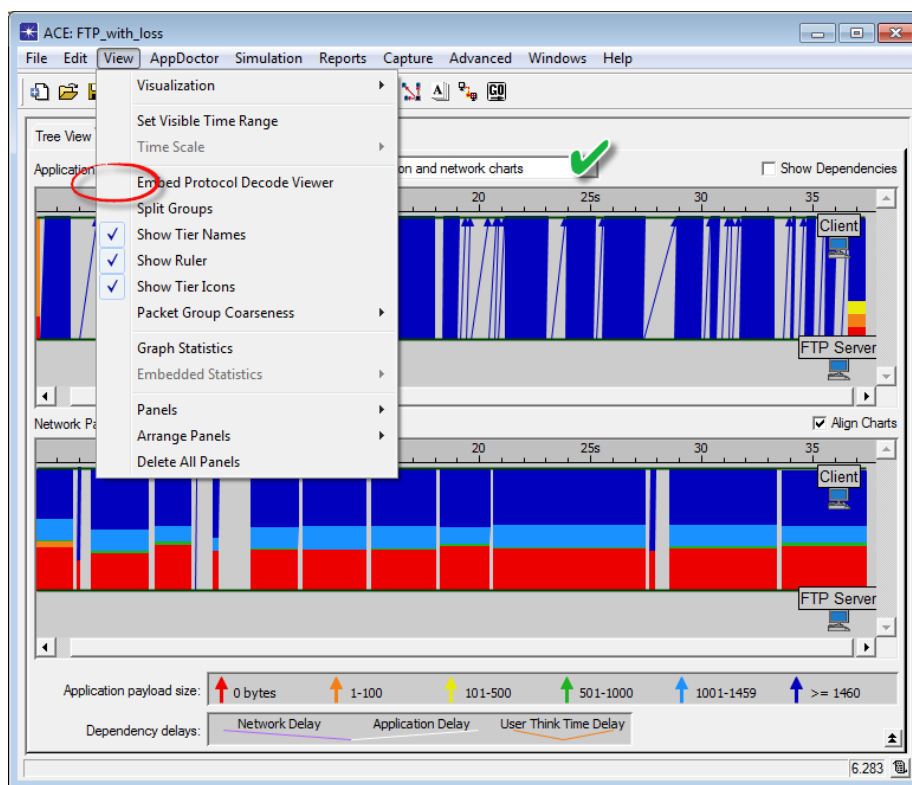 ACE: FTP_with_loss
File Edit View AppDoctor Simulation Reports Capture Advanced Windows Help
Visualization
Set Visible Time Range
Time Scale
Embed Protocol Decode Viewer
Split Groups
Show Tier Names
Show Ruler
Show Tier Icons
Packet Group Coarseness
Graph Statistics
Embedded Statistics
Panels
Arrange Panels
Delete All Panels
A GO
Tree View
Application and network charts Show Dependencies
20 25s 30 35
Client
FTP Server
Network Align Charts
20 25s 30 35
Client
FTP Server
Application payload size: 0 bytes 1-100 101-500 501-1000 1001-1459 >= 1460
Dependency delays: Network Delay Application Delay User Think Time Delay
6.283